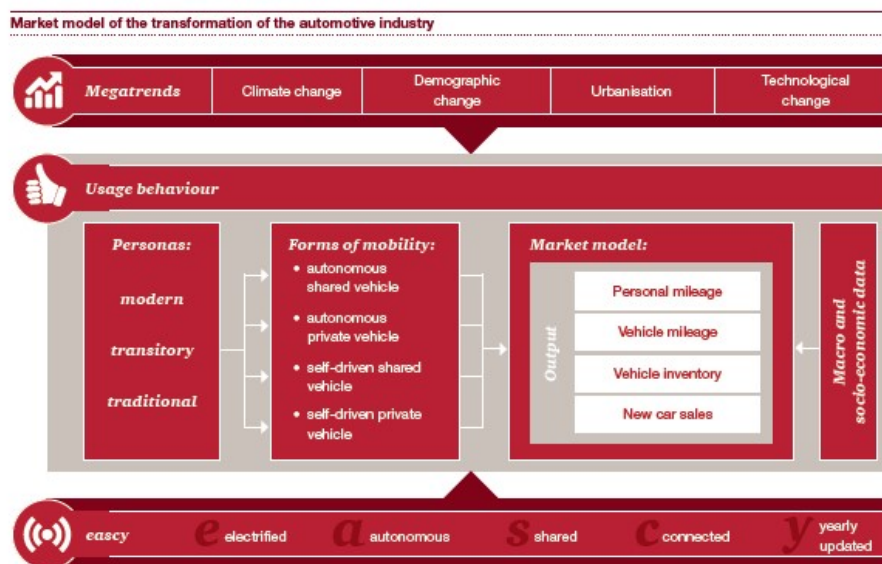 Market model of the transformation of the automotive industry
Megatrends
Climate change
Demographic
change
Urbanisation
Technological
change
Usage behaviour
Personas:
modern
transitory
traditional
Forms of mobility:
• autonomous
shared vehicle
• autonomous
private vehicle
• self-driven shared
vehicle
• self-driven private
vehicle
Market model:
Output
Personal mileage
Vehicle mileage
Vehicle inventory
New car sales
Macro and
socio-economic data
eascy
e electrified
a autonomous
s shared
c connected
y yearly
updated